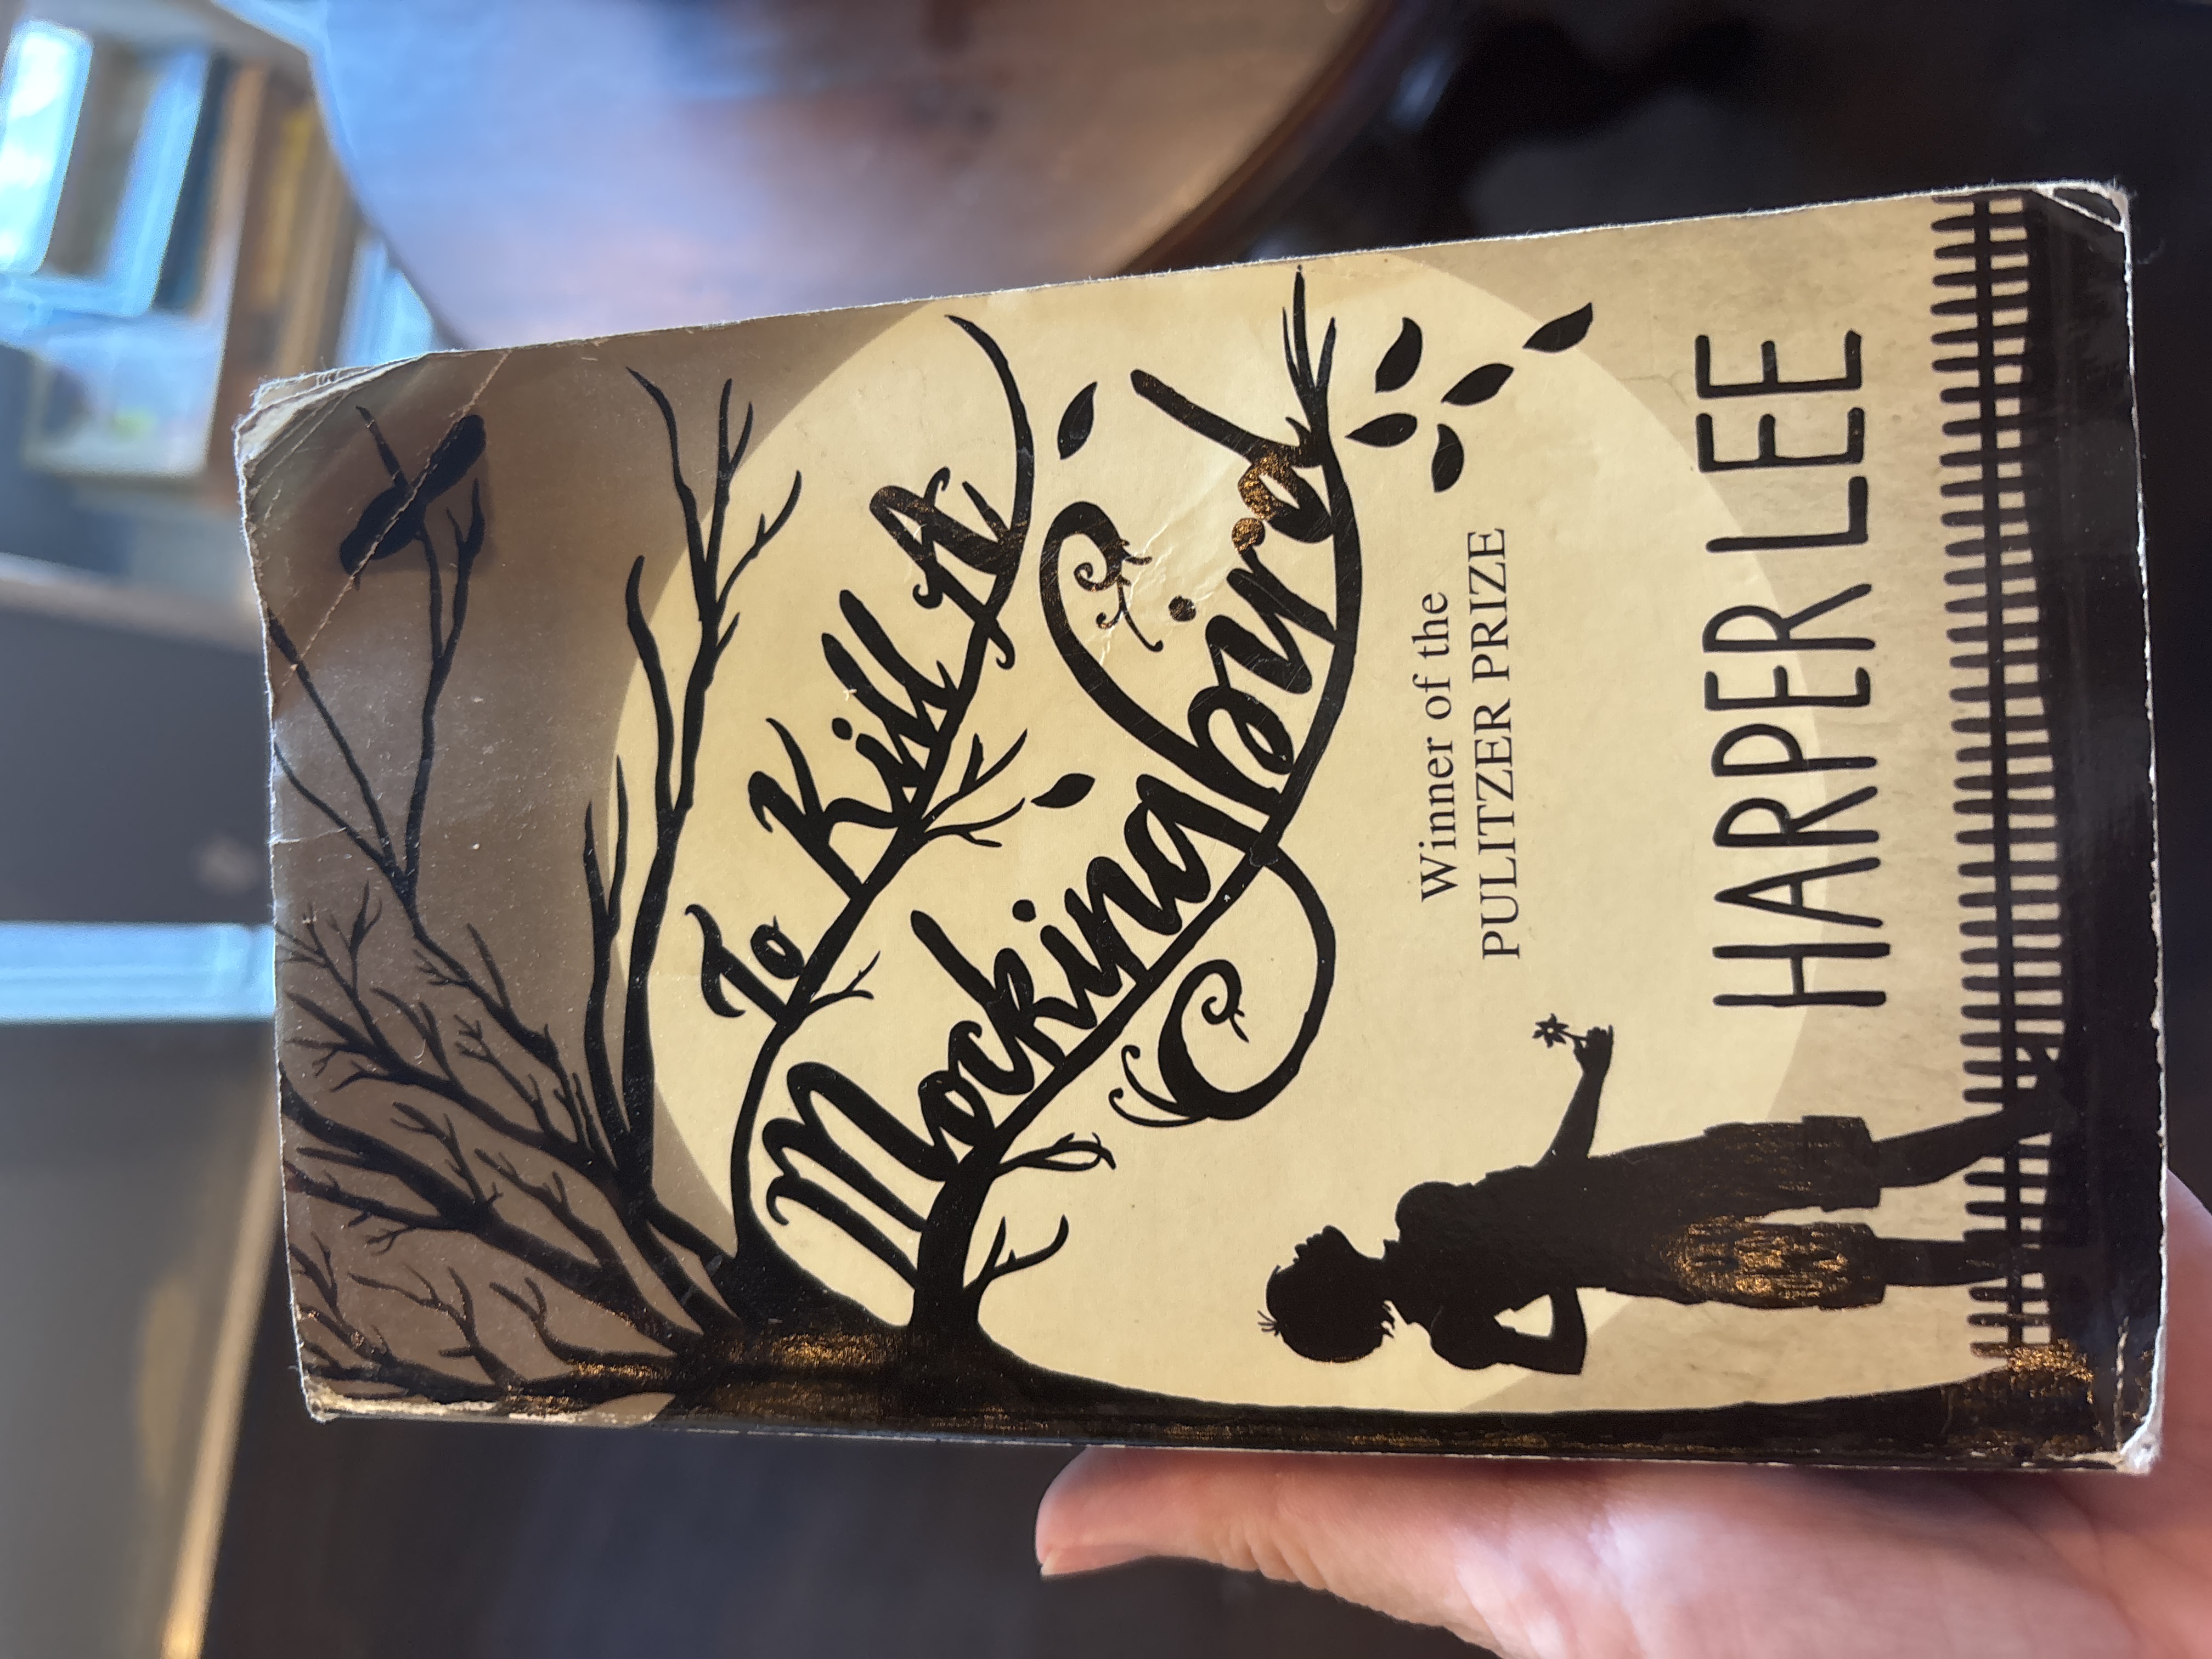 To Kill A
Mockingbird
Winner of the
PULITZER PRIZE
HARPER LEE